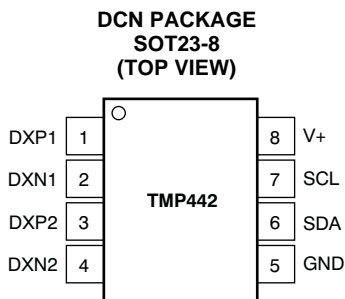 DCN PACKAGE
SOT23-8
(TOP VIEW)
DXP1 1 8 V+
DXN1 2 7 SCL
TMP442
DXP2 3 6 SDA
DXN2 4 5 GND